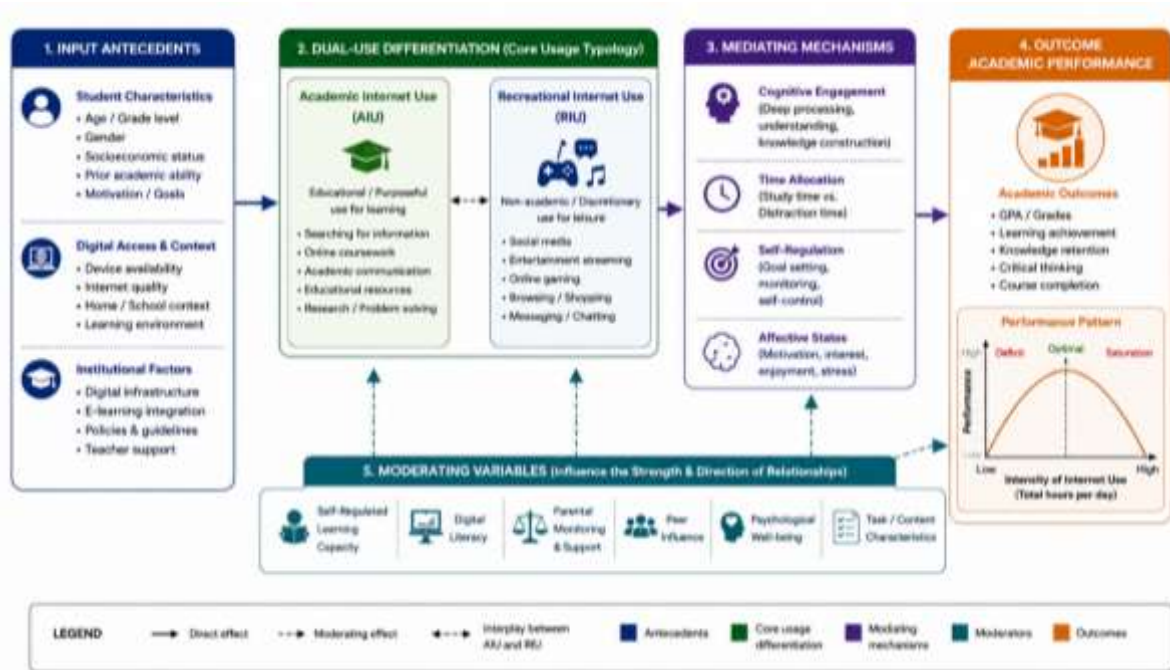 1. INPUT ANTECEDENTS
Student Characteristics
• Age / Grade level
• Gender
• Socioeconomic status
• Prior academic ability
• Motivation / Goals
Digital Access & Context
• Device availability
• Internet quality
• Home / School context
• Learning environment
Institutional Factors
• Digital infrastructure
• E-learning integration
• Policies & guidelines
• Teacher support
2. DUAL-USE DIFFERENTIATION (Core Usage Typology)
Academic Internet Use
(AIU)
Educational / Purposeful
use for learning
• Searching for information
• Online coursework
• Academic communication
• Educational resources
• Research / Problem solving
Recreational Internet Use
(RIU)
Non-academic / Discretionary
use for leisure
• Social media
• Entertainment streaming
• Online gaming
• Browsing / Shopping
• Messaging / Chatting
3. MEDIATING MECHANISMS
Cognitive Engagement
(Deep processing,
understanding,
knowledge construction)
Time Allocation
(Study time vs.
Distraction time)
Self-Regulation
(Goal setting,
monitoring,
self-control)
Affective States
(Motivation, interest,
enjoyment, stress)
4. OUTCOME
ACADEMIC PERFORMANCE
Academic Outcomes
• GPA / Grades
• Learning achievement
• Knowledge retention
• Critical thinking
• Course completion
Performance Pattern
High
Deficit
Optimal
Saturation
Performance
Low
High
Intensity of Internet Use
(Total hours per day)
5. MODERATING VARIABLES (Influence the Strength & Direction of Relationships)
Self-Regulated
Learning
Capacity
Digital
Literacy
Parental
Monitoring
& Support
Peer
Influence
Psychological
Well-being
Task / Content
Characteristics
LEGEND
Direct effect
Moderating effect
Interplay between
AIU and RIU
Antecedents
Core usage
differentiation
Mediating
mechanisms
Moderators
Outcomes